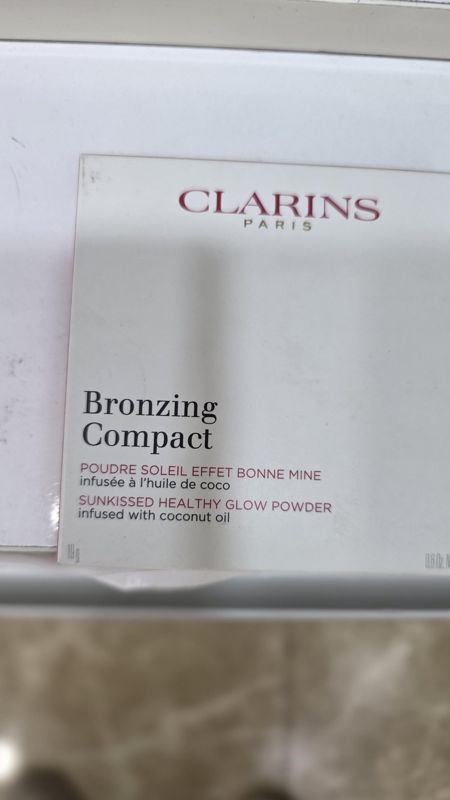 CLARINS
PARIS
Bronzing
Compact
POUDRE SOLEIL EFFET BONNE MINE
infusée à l'huile de coco
SUNKISSED HEALTHY GLOW POWDER
infused with coconut oil